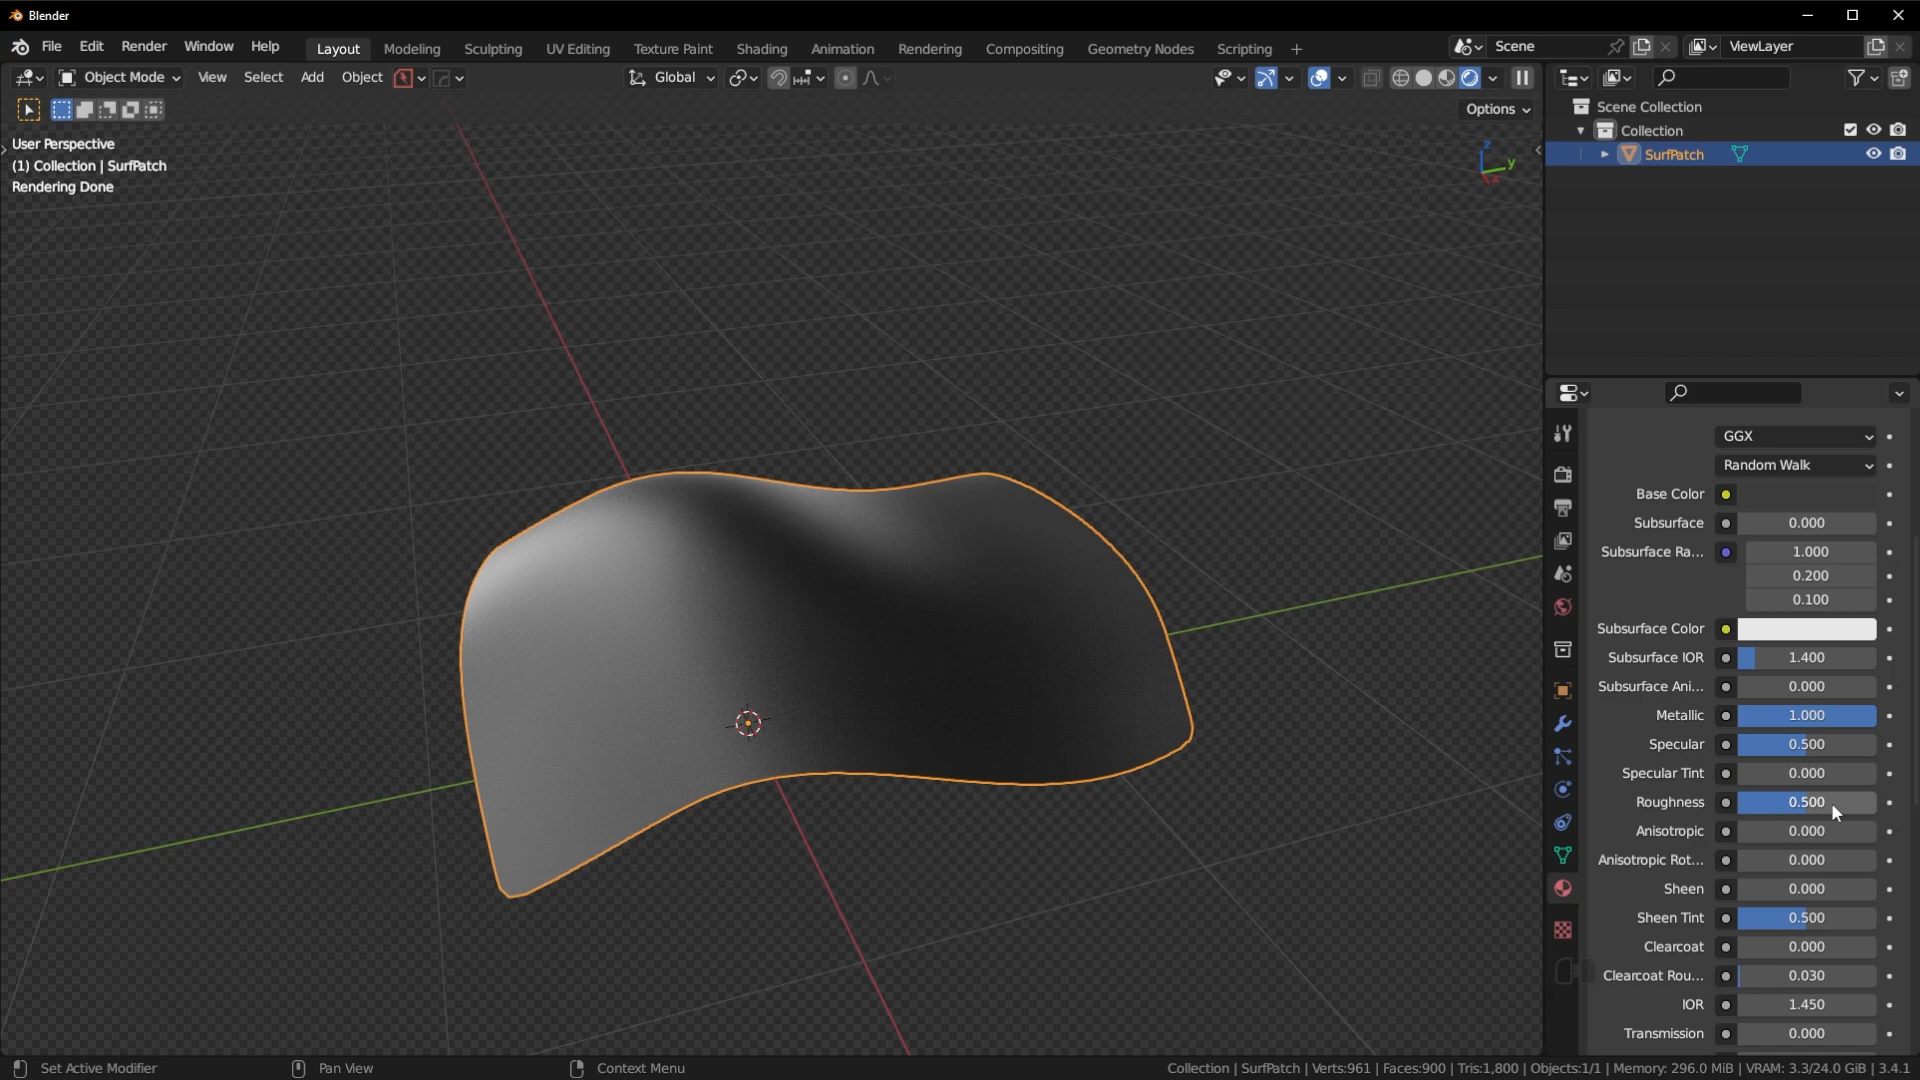 Blender
File Edit Render Window Help Layout Modeling Sculpting UV Editing Texture Paint Shading Animation Rendering Compositing Geometry Nodes Scripting + Scene ViewLayer
Object Mode View Select Add Object Global
Options
User Perspective
(1) Collection | SurfPatch
Rendering Done
z
y
x
Scene Collection
Collection
SurfPatch
GGX
Random Walk
Base Color
Subsurface 0.000
Subsurface Ra... 1.000
0.200
0.100
Subsurface Color
Subsurface IOR 1.400
Subsurface Ani... 0.000
Metallic 1.000
Specular 0.500
Specular Tint 0.000
Roughness 0.500
Anisotropic 0.000
Anisotropic Rot... 0.000
Sheen 0.000
Sheen Tint 0.500
Clearcoat 0.000
Clearcoat Rou... 0.030
IOR 1.450
Transmission 0.000
Set Active Modifier Pan View Context Menu Collection | SurfPatch | Verts:961 | Faces:900 | Tris:1,800 | Objects:1/1 | Memory: 296.0 MiB | VRAM: 3.3/24.0 GiB | 3.4.1